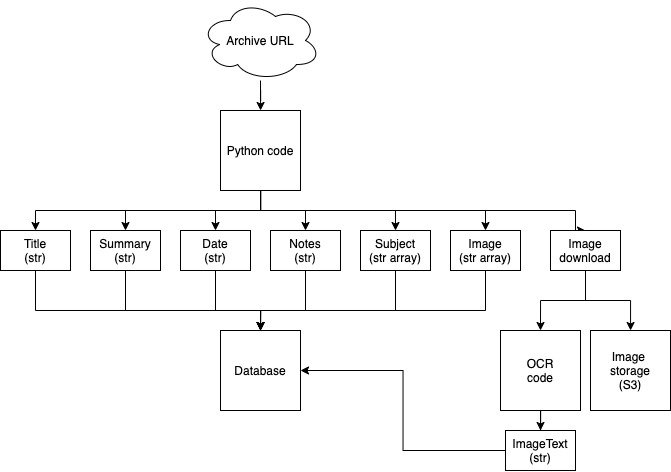 Archive URL
Python code
Title
(str)
Summary
(str)
Date
(str)
Notes
(str)
Subject
(str array)
Image
(str array)
Image
download
Database
OCR
code
Image
storage
(S3)
ImageText
(str)